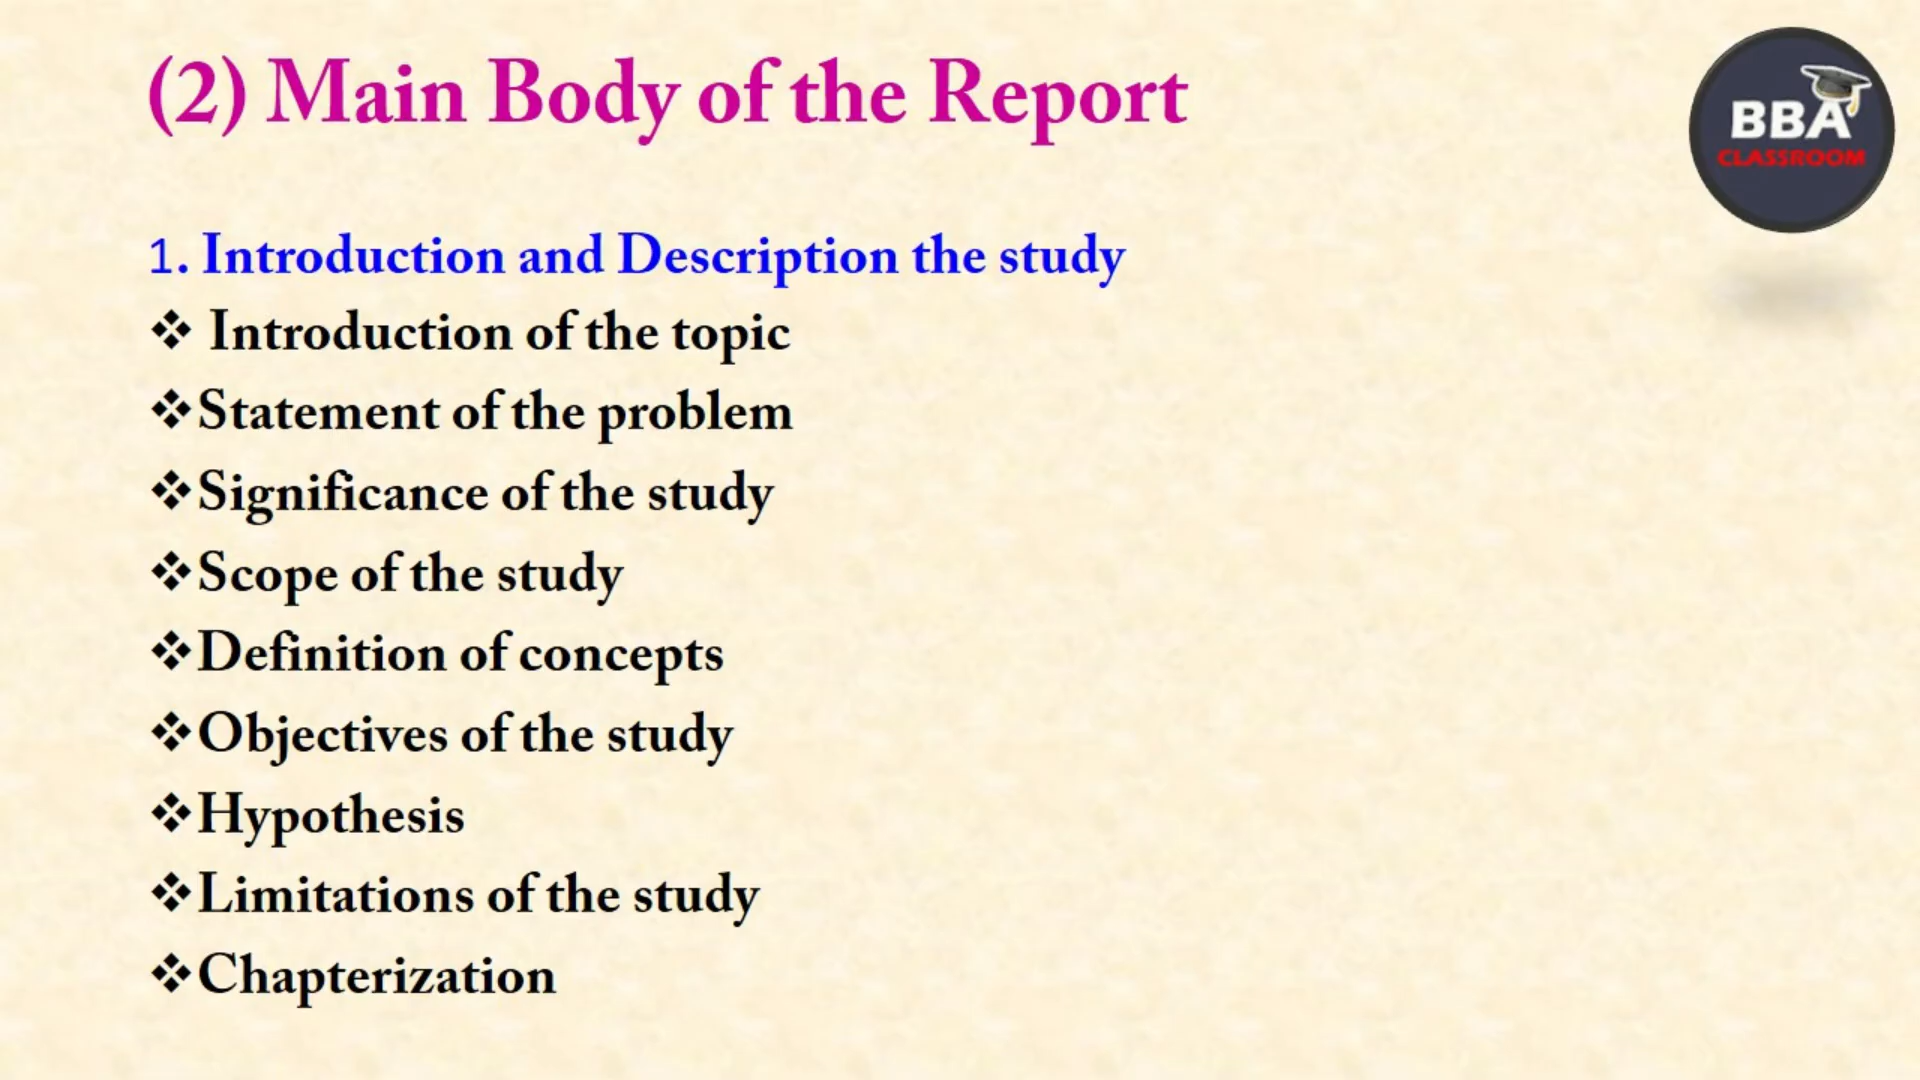 (2) Main Body of the Report
BBA
CLASSROOM
1. Introduction and Description the study
❖ Introduction of the topic
❖Statement of the problem
❖Significance of the study
❖Scope of the study
❖Definition of concepts
❖Objectives of the study
❖Hypothesis
❖Limitations of the study
❖Chapterization